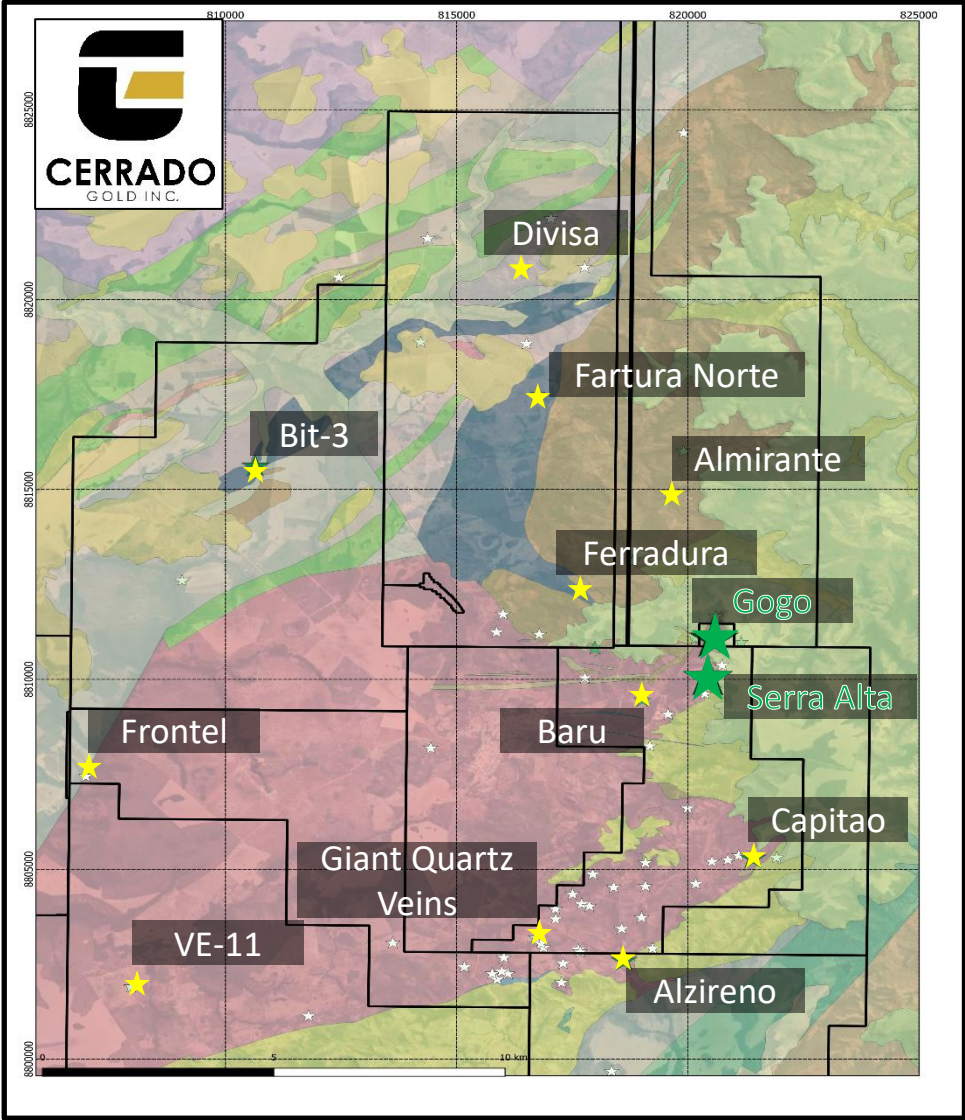 810000
815000
820000
825000
CERRADO
GOLD INC.
8825000
Divisa
8820000
Fartura Norte
Bit-3
Almirante
8815000
Ferradura
Gogo
8810000
Serra Alta
Frontel
Baru
Capitao
Giant Quartz
Veins
8805000
VE-11
Alzireno
8800000
0
5
10 km